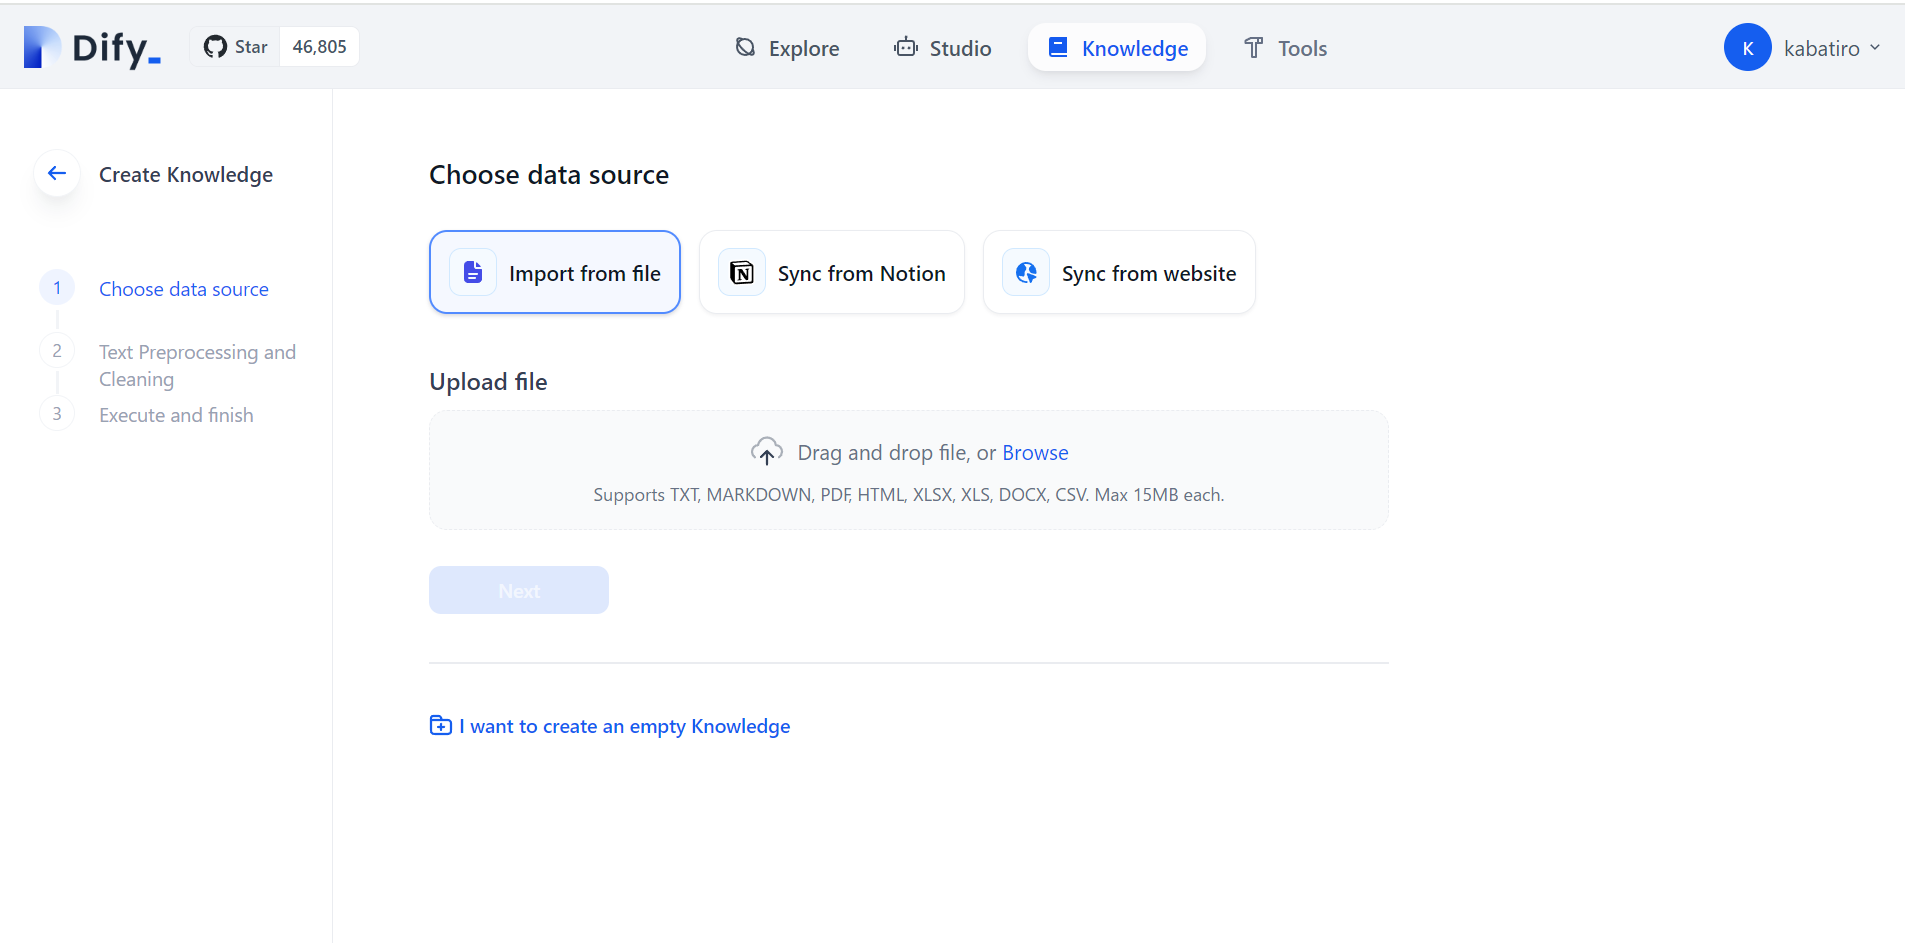 Dify_
Star 46,805
Explore
Studio
Knowledge
Tools
K
kabatiro
Create Knowledge
1 Choose data source
2 Text Preprocessing and
Cleaning
3 Execute and finish
Choose data source
Import from file
Sync from Notion
Sync from website
Upload file
Drag and drop file, or Browse
Supports TXT, MARKDOWN, PDF, HTML, XLSX, XLS, DOCX, CSV. Max 15MB each.
Next
I want to create an empty Knowledge